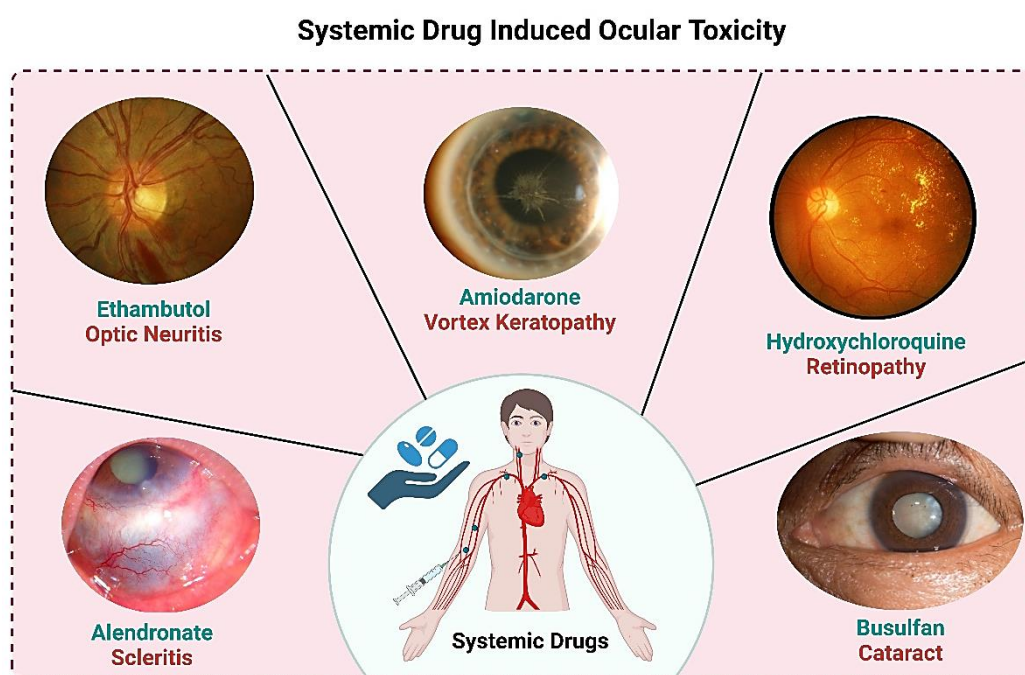 Systemic Drug Induced Ocular Toxicity
Ethambutol
Optic Neuritis
Amiodarone
Vortex Keratopathy
Hydroxychloroquine
Retinopathy
Alendronate
Scleritis
Systemic Drugs
Busulfan
Cataract